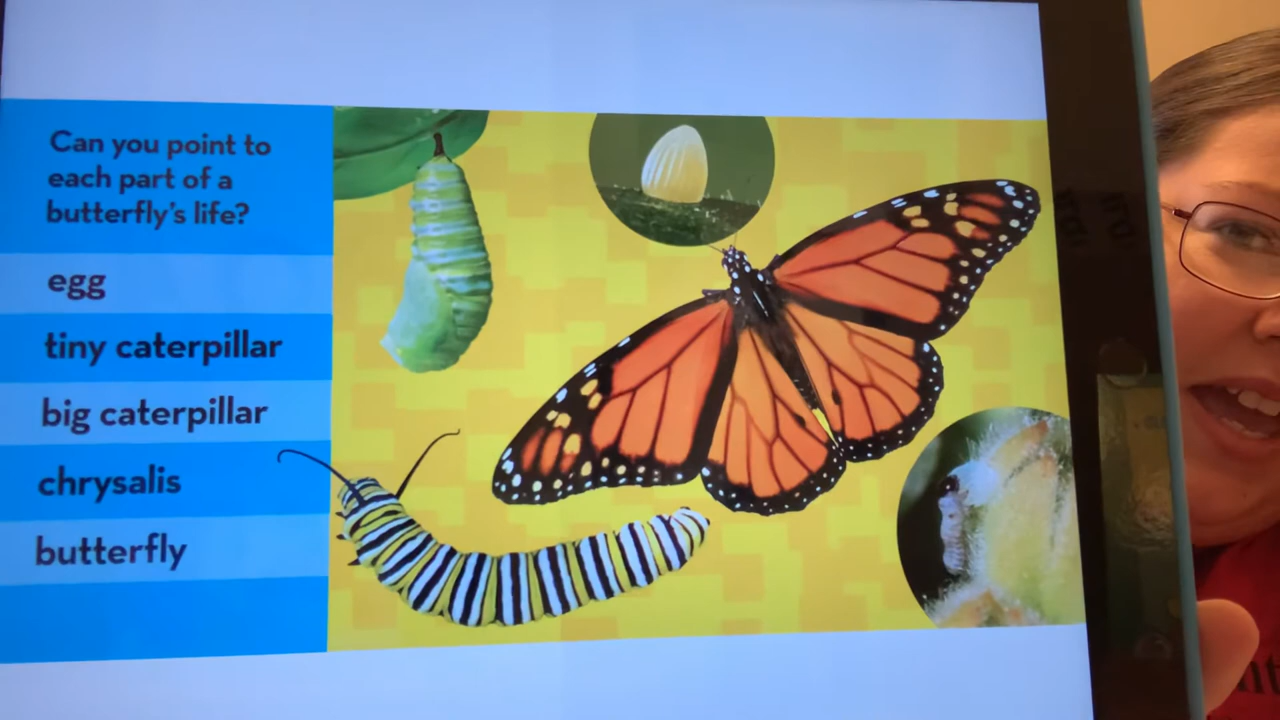 Can you point to
each part of a
butterfly's life?
egg
tiny caterpillar
big caterpillar
chrysalis
butterfly